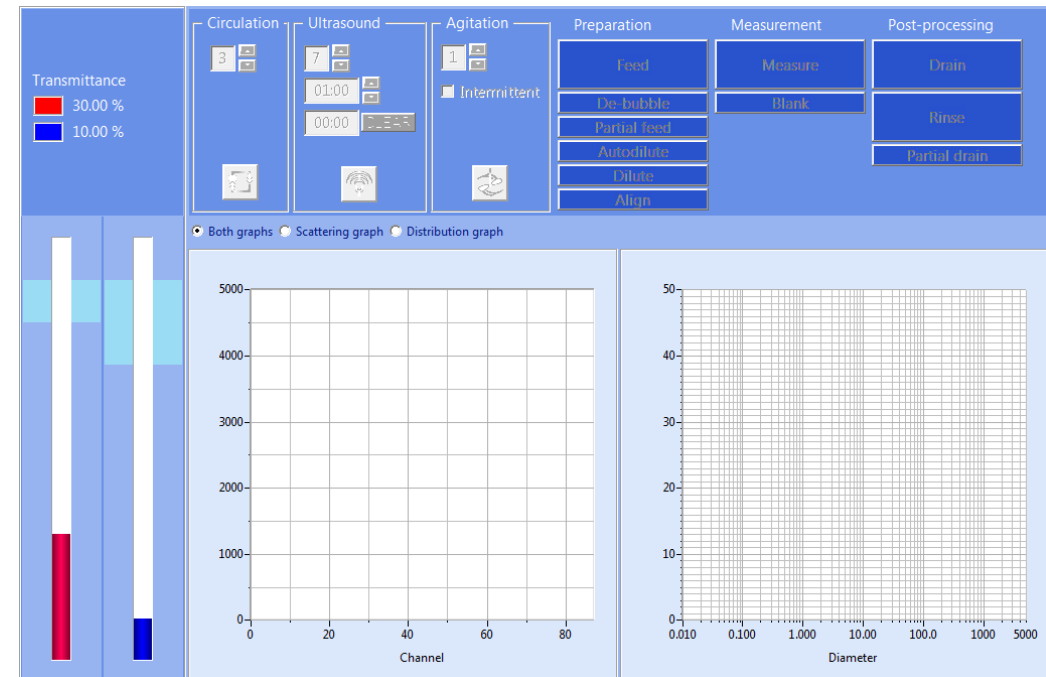 Transmittance
30.00 %
10.00 %
Circulation
3
Ultrasound
7
01:00
00:00 CLEAR
Agitation
1
Intermittent
Preparation
Feed
De-bubble
Partial feed
Autodilute
Dilute
Align
Measurement
Measure
Blank
Post-processing
Drain
Rinse
Partial drain
Both graphs Scattering graph Distribution graph
5000
4000
3000
2000
1000
0
0 20 40 60 80
Channel
50
40
30
20
10
0
0.010 0.100 1.000 10.00 100.0 1000 5000
Diameter